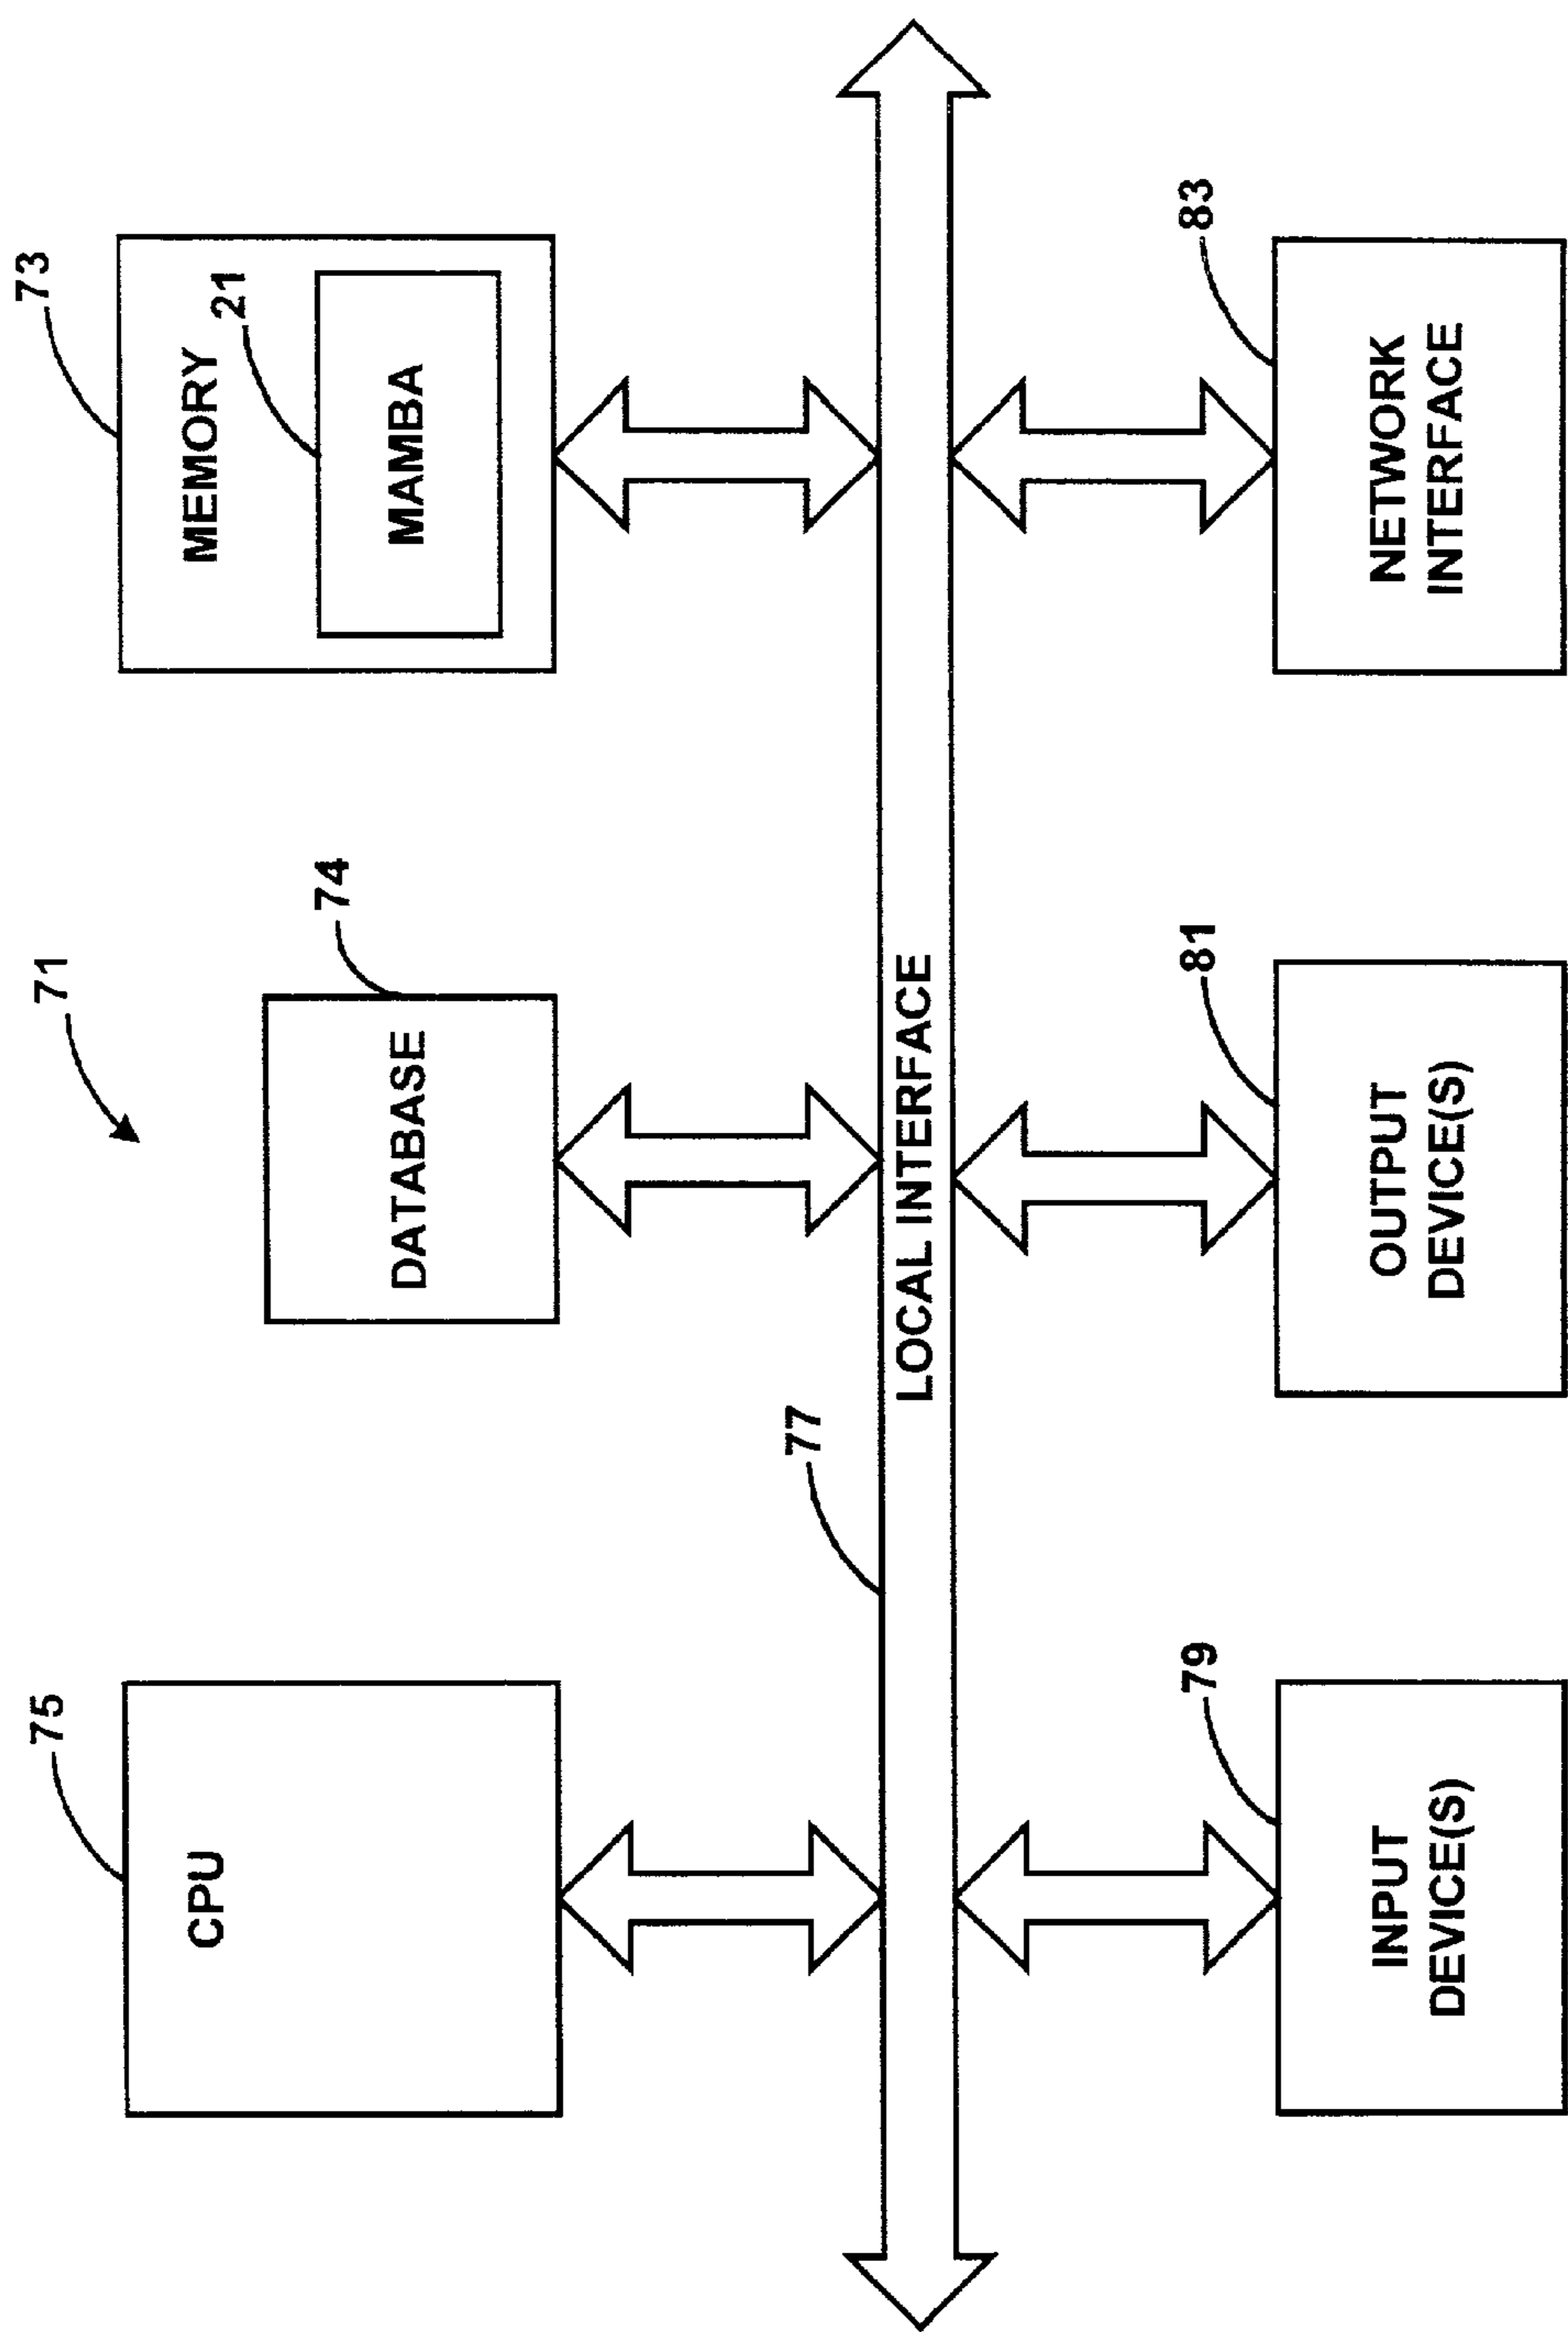 71
75
CPU
74
DATABASE
73
MEMORY
21
MAMBA
77
LOCAL INTERFACE
79
INPUT
DEVICE(S)
81
OUTPUT
DEVICE(S)
83
NETWORK
INTERFACE